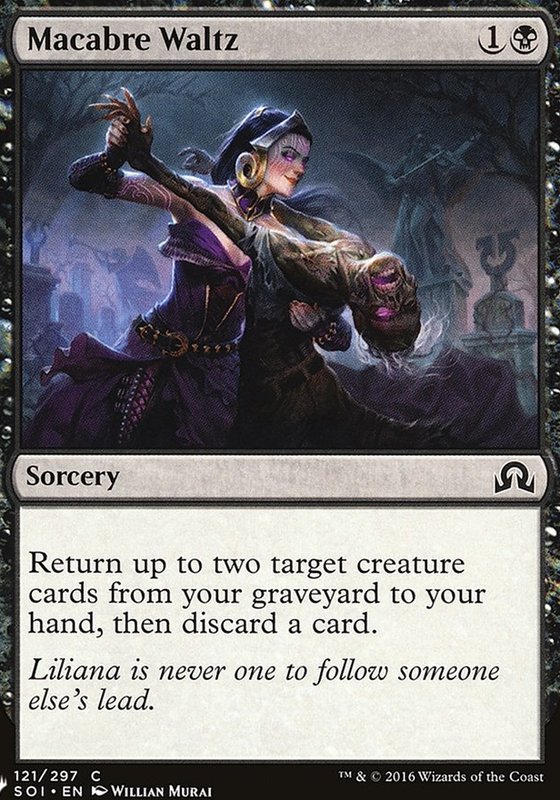 Macabre Waltz 1
Sorcery
Return up to two target creature
cards from your graveyard to your
hand, then discard a card.
Liliana is never one to follow someone
else's lead.
121/297 C
SOI • EN Willian Murai
™ & © 2016 Wizards of the Coast